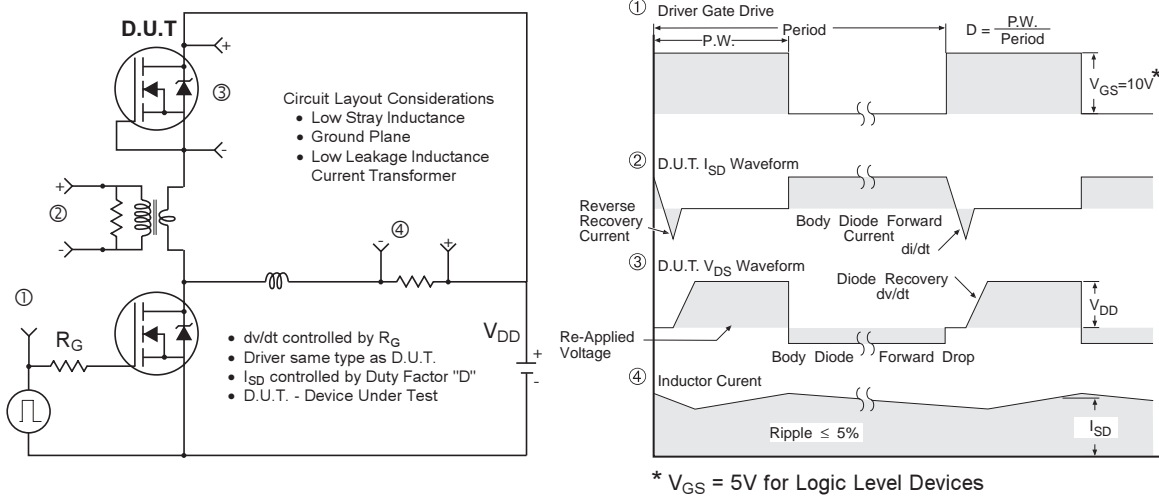 D.U.T
+
③
-
Circuit Layout Considerations
• Low Stray Inductance
• Ground Plane
• Low Leakage Inductance
Current Transformer
+
②
-
④
-
+
①
R_G
V_DD
+
-
• dv/dt controlled by R_G
• Driver same type as D.U.T.
• I_SD controlled by Duty Factor "D"
• D.U.T. - Device Under Test
① Driver Gate Drive
Period
P.W.
D = P.W. / Period
V_GS=10V*
② D.U.T. I_SD Waveform
Reverse
Recovery
Current
Body Diode Forward
Current
di/dt
③ D.U.T. V_DS Waveform
Diode Recovery
dv/dt
V_DD
Re-Applied
Voltage
Body Diode Forward Drop
④ Inductor Curent
Ripple ≤ 5%
I_SD
* V_GS = 5V for Logic Level Devices